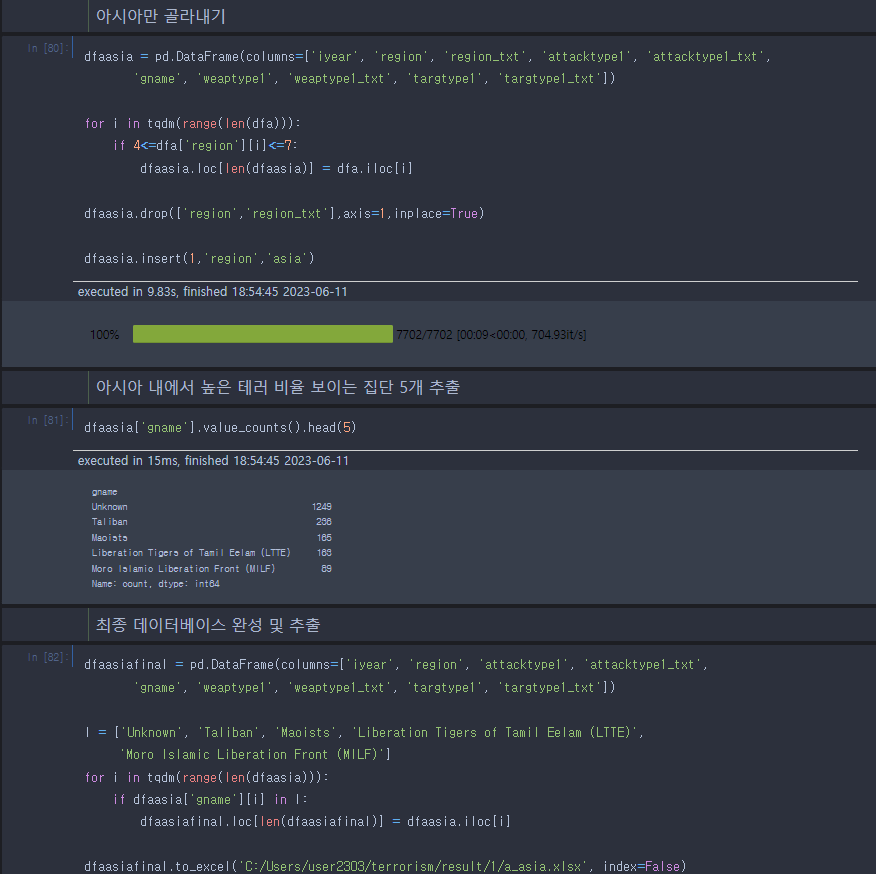 아시아만 골라내기
In [80]:
dfaasia = pd.DataFrame(columns=['iyear', 'region', 'region_txt', 'attacktype1', 'attacktype1_txt',
'gname', 'weaptype1', 'weaptype1_txt', 'targtype1', 'targtype1_txt'])
for i in tqdm(range(len(dfa))):
if 4<=dfa['region'][i]<=7:
dfaasia.loc[len(dfaasia)] = dfa.iloc[i]
dfaasia.drop(['region','region_txt'],axis=1,inplace=True)
dfaasia.insert(1,'region','asia')
executed in 9.83s, finished 18:54:45 2023-06-11
100% 7702/7702 [00:09<00:00, 704.93it/s]
아시아 내에서 높은 테러 비율 보이는 집단 5개 추출
In [81]:
dfaasia['gname'].value_counts().head(5)
executed in 15ms, finished 18:54:45 2023-06-11
gname
Unknown 1249
Taliban
Maoists
Liberation Tigers of Tamil Eelam (LTTE)
Moro Islamic Liberation Front (MILF) 89
Name: count, dtype: int64
최종 데이터베이스 완성 및 추출
In [82]:
dfaasiafinal = pd.DataFrame(columns=['iyear', 'region', 'attacktype1', 'attacktype1_txt',
'gname', 'weaptype1', 'weaptype1_txt', 'targtype1', 'targtype1_txt'])
l = ['Unknown', 'Taliban', 'Maoists', 'Liberation Tigers of Tamil Eelam (LTTE)',
'Moro Islamic Liberation Front (MILF)']
for i in tqdm(range(len(dfaasia))):
if dfaasia['gname'][i] in l:
dfaasiafinal.loc[len(dfaasiafinal)] = dfaasia.iloc[i]
dfaasiafinal.to_excel('C:/Users/user2303/terrorism/result/1/a_asia.xlsx', index=False)